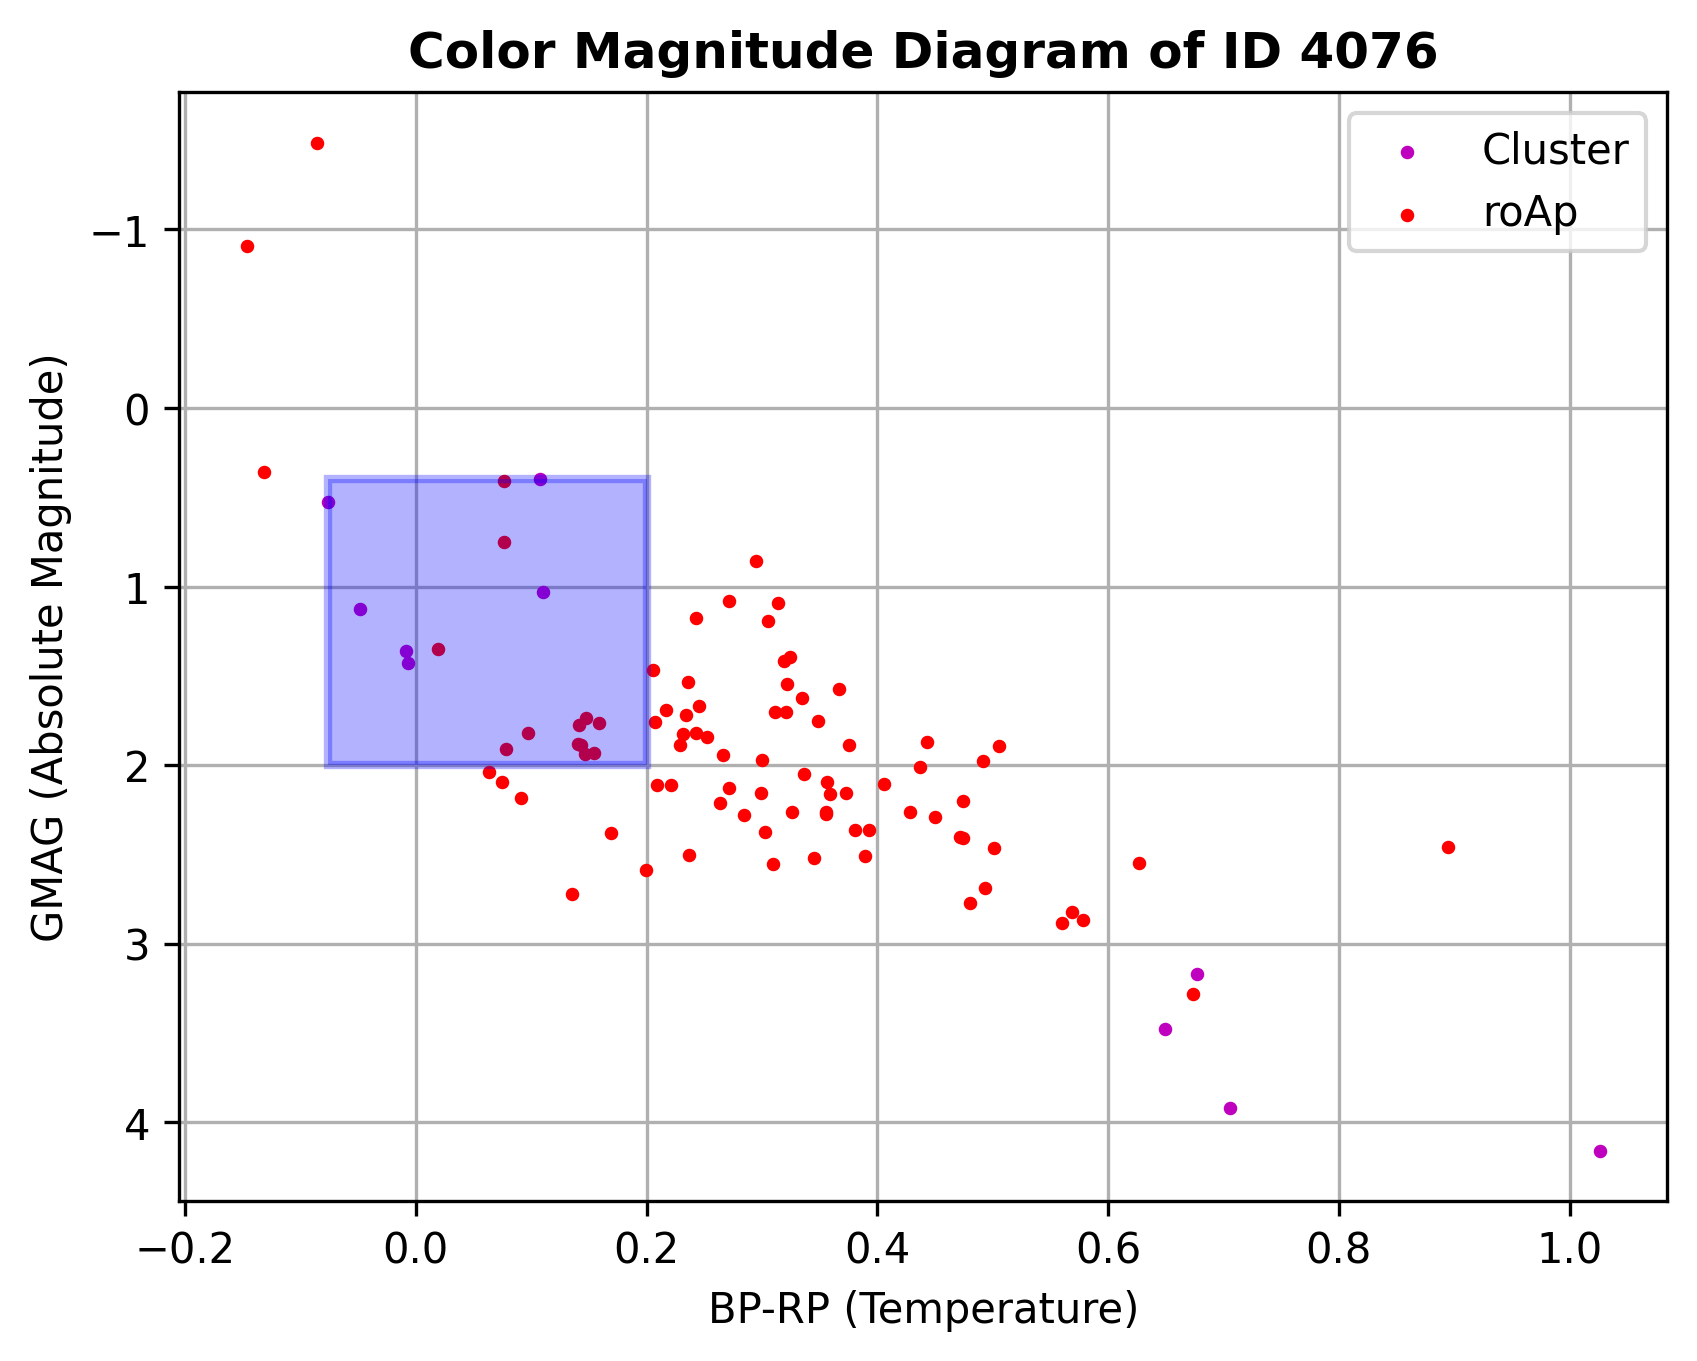 Color Magnitude Diagram of ID 4076
Cluster
roAp
GMAG (Absolute Magnitude)
−1
0
1
2
3
4
−0.2 0.0 0.2 0.4 0.6 0.8 1.0
BP-RP (Temperature)